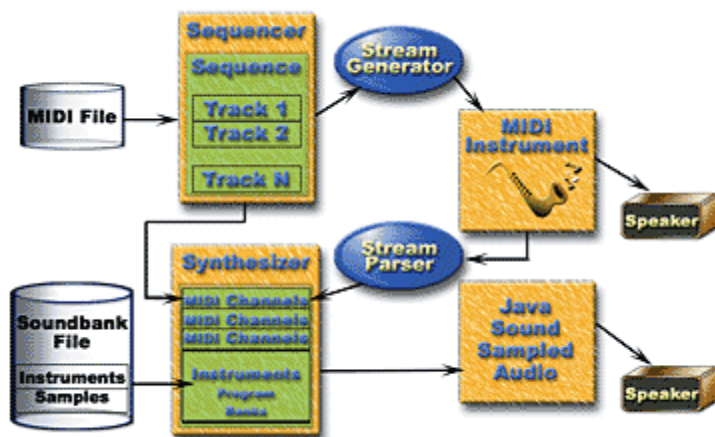 Sequencer
Sequence
Track 1
Track 2
Track N
MIDI File
Stream
Generator
MIDI
Instrument
Speaker
Stream
Parser
Synthesizer
MIDI Channels
MIDI Channels
MIDI Channels
Instruments
Program
Banks
Soundbank
File
Instruments
Samples
Java
Sound
Sampled
Audio
Speaker